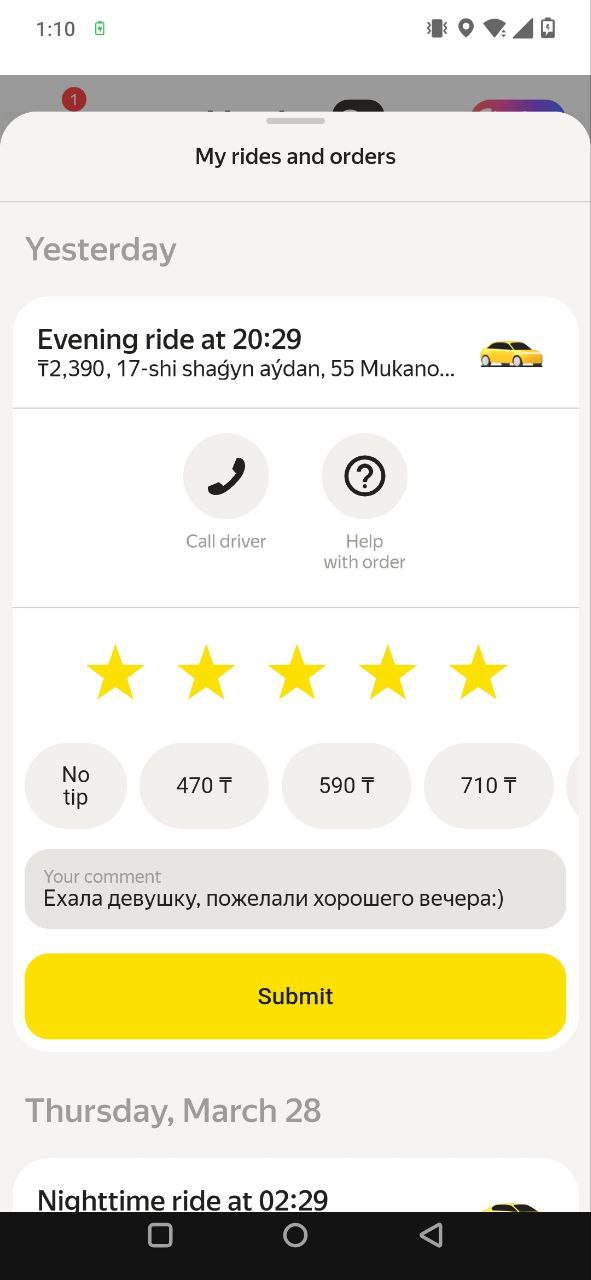 1:10
1
My rides and orders
Yesterday
Evening ride at 20:29
₸2,390, 17-shi shaǵyn aýdan, 55 Mukano...
Call driver
Help
with order
No
tip
470 ₸
590 ₸
710 ₸
Your comment
Ехала девушку, пожелали хорошего вечера:)
Submit
Thursday, March 28
Nighttime ride at 02:29